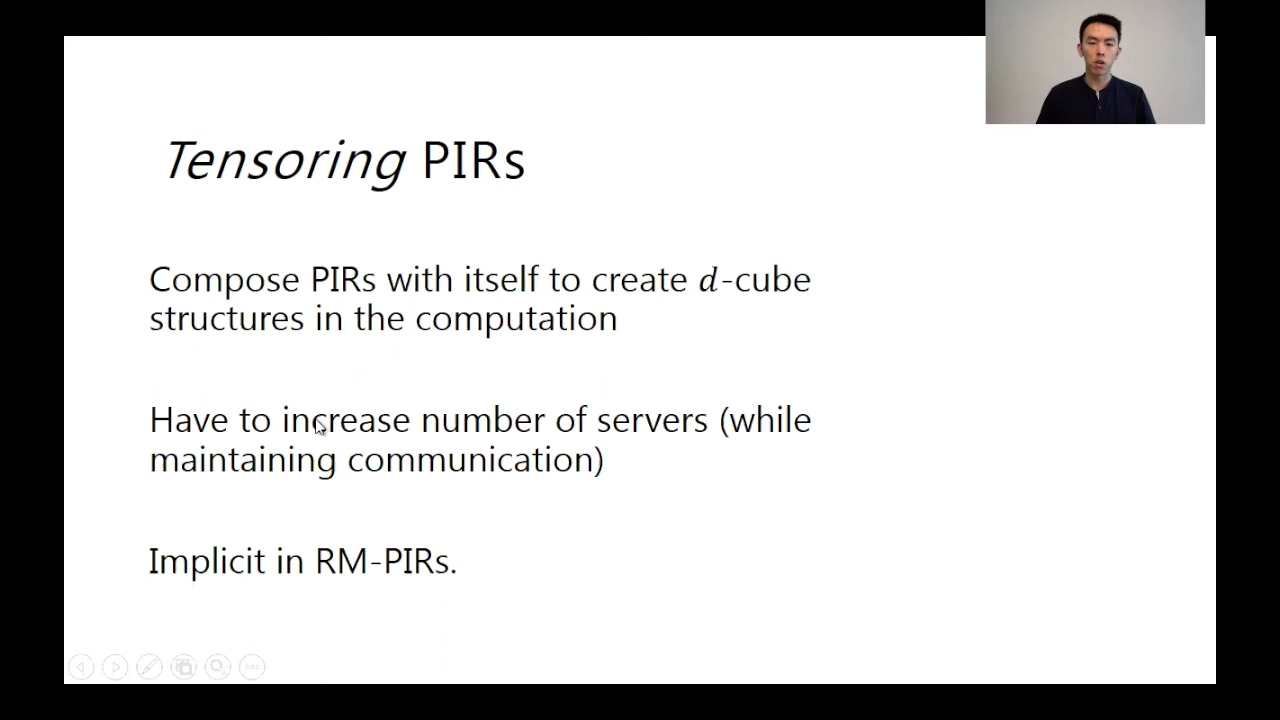 Tensoring PIRs
Compose PIRs with itself to create d-cube
structures in the computation
Have to increase number of servers (while
maintaining communication)
Implicit in RM-PIRs.